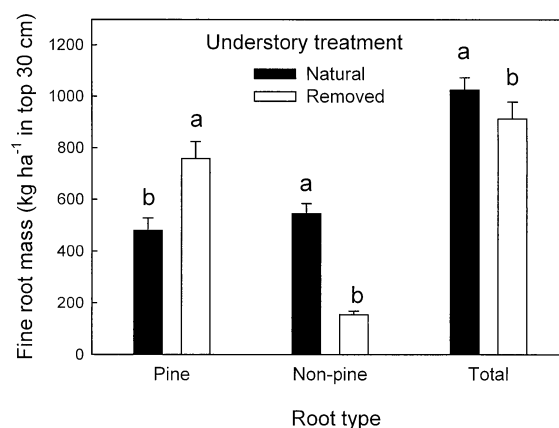 Fine root mass (kg ha⁻¹ in top 30 cm)
1200
1000
800
600
400
200
0
Understory treatment
Natural
Removed
b
a
a
b
a
b
Pine
Non-pine
Total
Root type